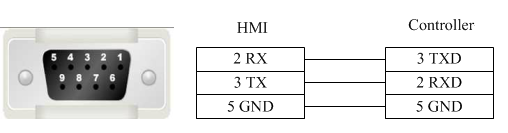 HMI
Controller
5 4 3 2 1
9 8 7 6
2 RX
3 TXD
3 TX
2 RXD
5 GND
5 GND